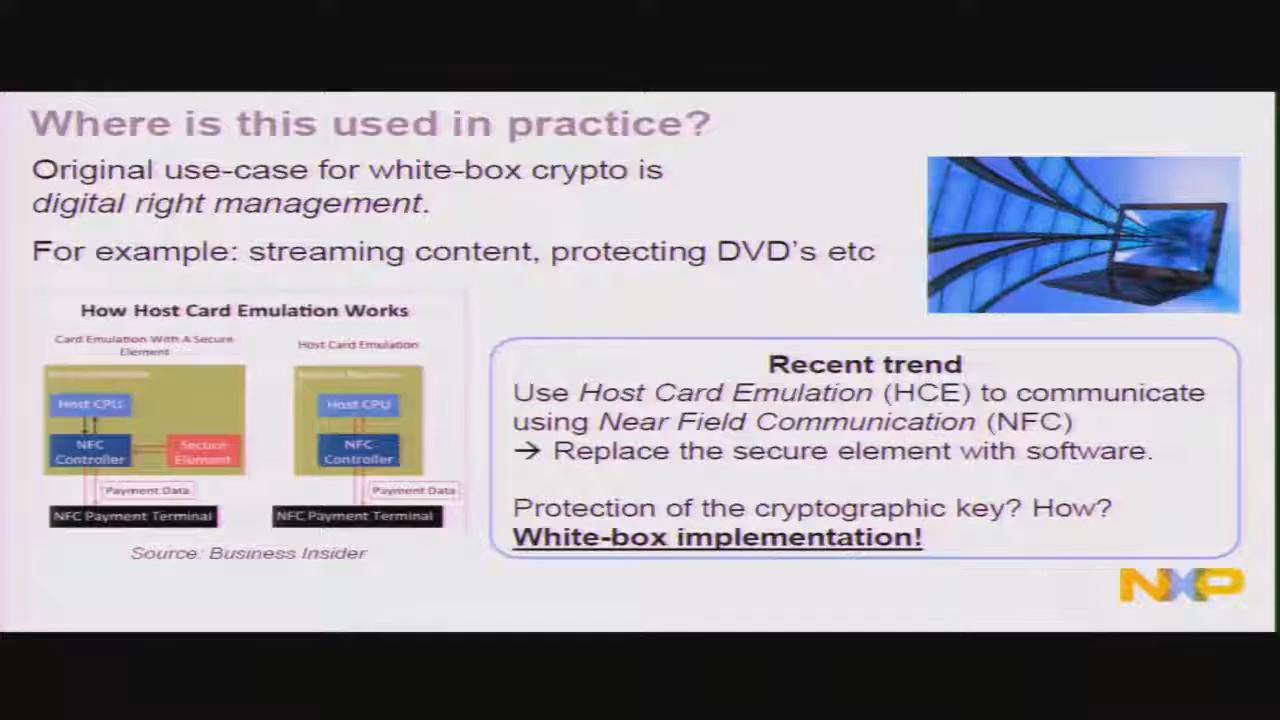 Where is this used in practice?
Original use-case for white-box crypto is
digital right management.
For example: streaming content, protecting DVD's etc
How Host Card Emulation Works
Card Emulation With A Secure
Element
Host CPU
NFC
Controller
Secure
Element
Payment Data
NFC Payment Terminal
Host Card Emulation
Host CPU
NFC
Controller
Payment Data
NFC Payment Terminal
Source: Business Insider
Recent trend
Use Host Card Emulation (HCE) to communicate
using Near Field Communication (NFC)
→ Replace the secure element with software.
Protection of the cryptographic key? How?
White-box implementation!
NXP